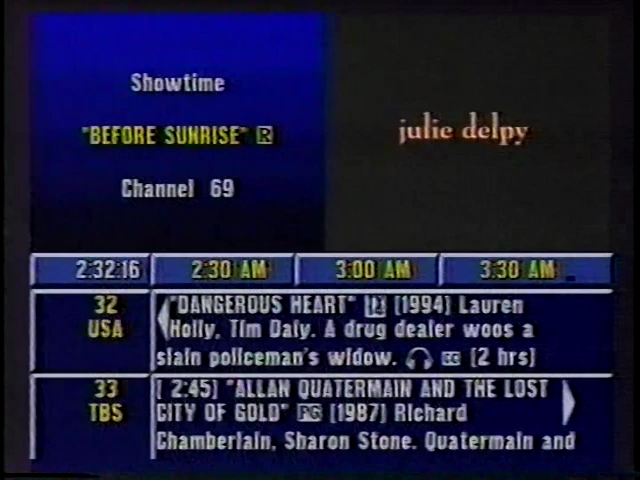 Showtime
"BEFORE SUNRISE" R
Channel 69
julie delpy
2:32:16 2:30 AM 3:00 AM 3:30 AM
32
USA
"DANGEROUS HEART" [1994] Lauren
Holly, Tim Daly. A drug dealer woos a
slain policeman's widow. CC [2 hrs]
33
TBS
[ 2:45] "ALLAN QUATERMAIN AND THE LOST
CITY OF GOLD" PG [1987] Richard
Chamberlain, Sharon Stone. Quatermain and